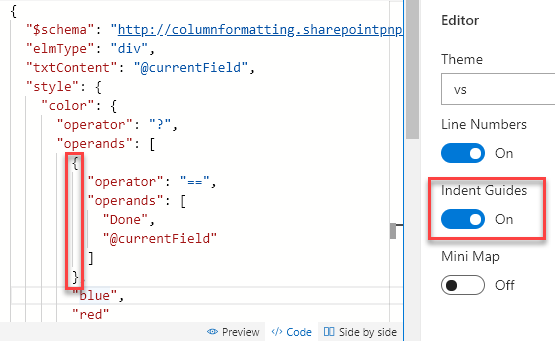 {
"$schema": "http://columnformatting.sharepointpnp
"elmType": "div",
"txtContent": "@currentField",
"style": {
"color": {
"operator": "?",
"operands": [
{
"operator": "==",
"operands": [
"Done",
"@currentField"
]
},
"blue",
"red"
Preview Code Side by side
Editor
Theme
vs
Line Numbers
On
Indent Guides
On
Mini Map
Off